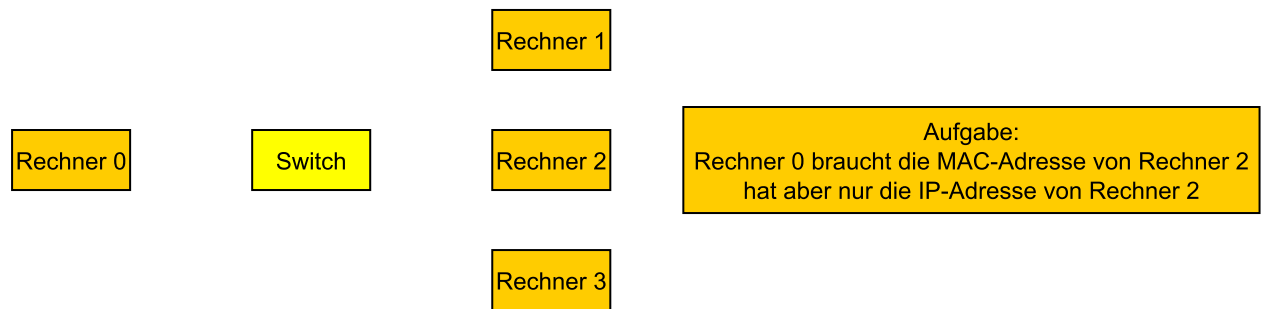 Rechner 1
Rechner 0
Switch
Rechner 2
Aufgabe:
Rechner 0 braucht die MAC-Adresse von Rechner 2
hat aber nur die IP-Adresse von Rechner 2
Rechner 3